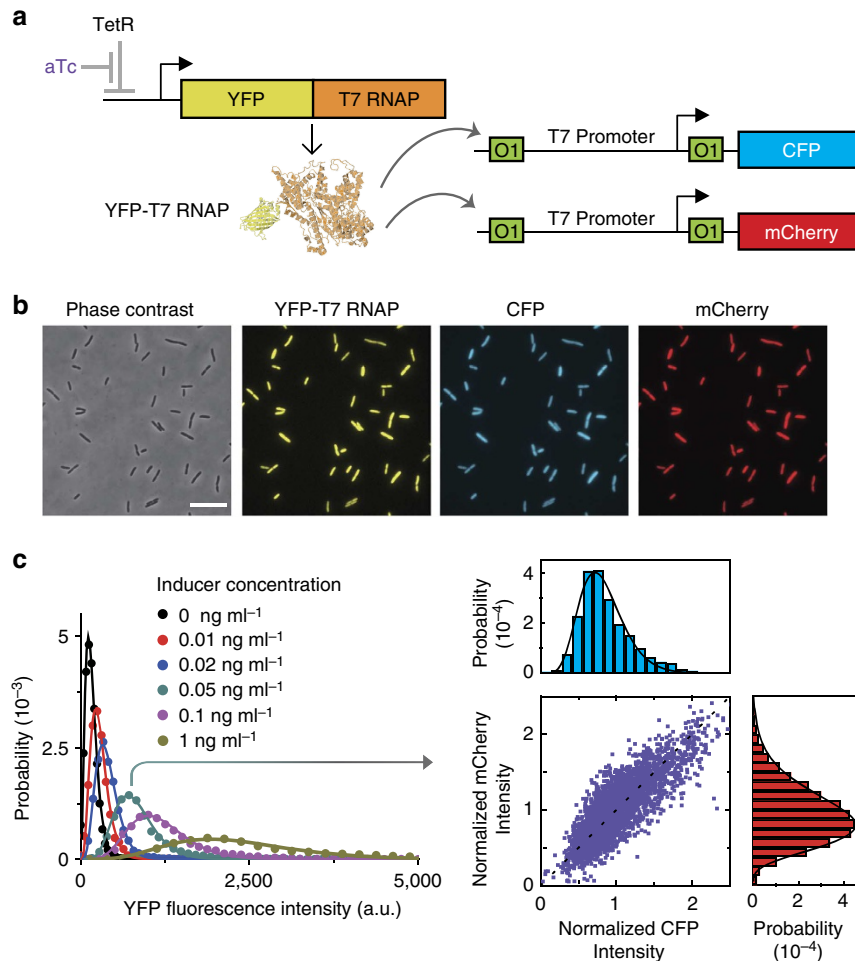 a
TetR
aTc
YFP
T7 RNAP
YFP-T7 RNAP
O1
T7 Promoter
O1
CFP
O1
T7 Promoter
O1
mCherry
b
Phase contrast
YFP-T7 RNAP
CFP
mCherry
c
Inducer concentration
0 ng ml⁻¹
0.01 ng ml⁻¹
0.02 ng ml⁻¹
0.05 ng ml⁻¹
0.1 ng ml⁻¹
1 ng ml⁻¹
Probability (10⁻³)
5
2.5
0
0
2,500
5,000
YFP fluorescence intensity (a.u.)
Probability
(10⁻⁴)
4
2
0
Normalized mCherry
Intensity
2
1
0
0
1
2
Normalized CFP
Intensity
0
2
4
Probability
(10⁻⁴)